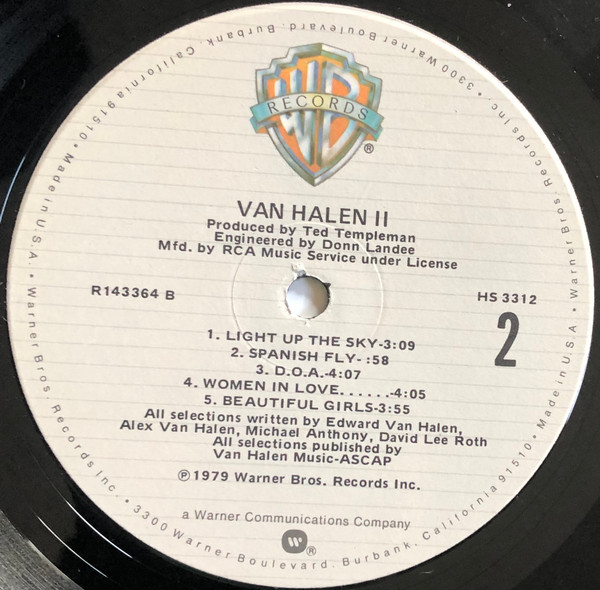 WB
RECORDS
®
VAN HALEN II
Produced by Ted Templeman
Engineered by Donn Landee
Mfd. by RCA Music Service under License
R143364 B
HS 3312
2
1. LIGHT UP THE SKY-3:09
2. SPANISH FLY- :58
3. D.O.A.-4:07
4. WOMEN IN LOVE. . . . . .-4:05
5. BEAUTIFUL GIRLS-3:55
All selections written by Edward Van Halen,
Alex Van Halen, Michael Anthony, David Lee Roth
All selections published by
Van Halen Music-ASCAP
℗ 1979 Warner Bros. Records Inc.
a Warner Communications Company
®
Warner Bros. Records Inc. • 3300 Warner Boulevard. Burbank, California 91510 • Made in U.S.A. •
Warner Bros. Records Inc. • 3300 Warner Boulevard. Burbank, California 91510 • Made in U.S.A. •